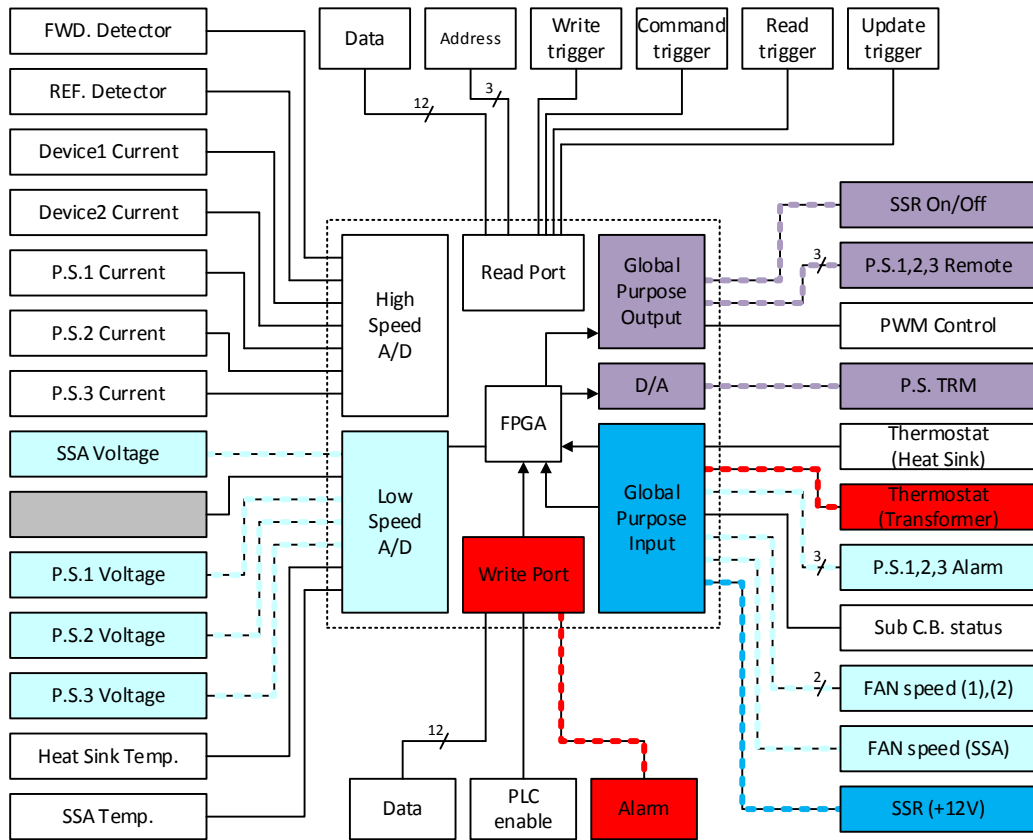 FWD. Detector
REF. Detector
Device1 Current
Device2 Current
P.S.1 Current
P.S.2 Current
P.S.3 Current
SSA Voltage
P.S.1 Voltage
P.S.2 Voltage
P.S.3 Voltage
Heat Sink Temp.
SSA Temp.
Data
Address
Write
trigger
Command
trigger
Read
trigger
Update
trigger
12
3
High
Speed
A/D
Read Port
Global
Purpose
Output
D/A
FPGA
Low
Speed
A/D
Write Port
Global
Purpose
Input
12
Data
PLC
enable
Alarm
SSR On/Off
3
P.S.1,2,3 Remote
PWM Control
P.S. TRM
Thermostat
(Heat Sink)
Thermostat
(Transformer)
3
P.S.1,2,3 Alarm
Sub C.B. status
2
FAN speed (1),(2)
FAN speed (SSA)
SSR (+12V)